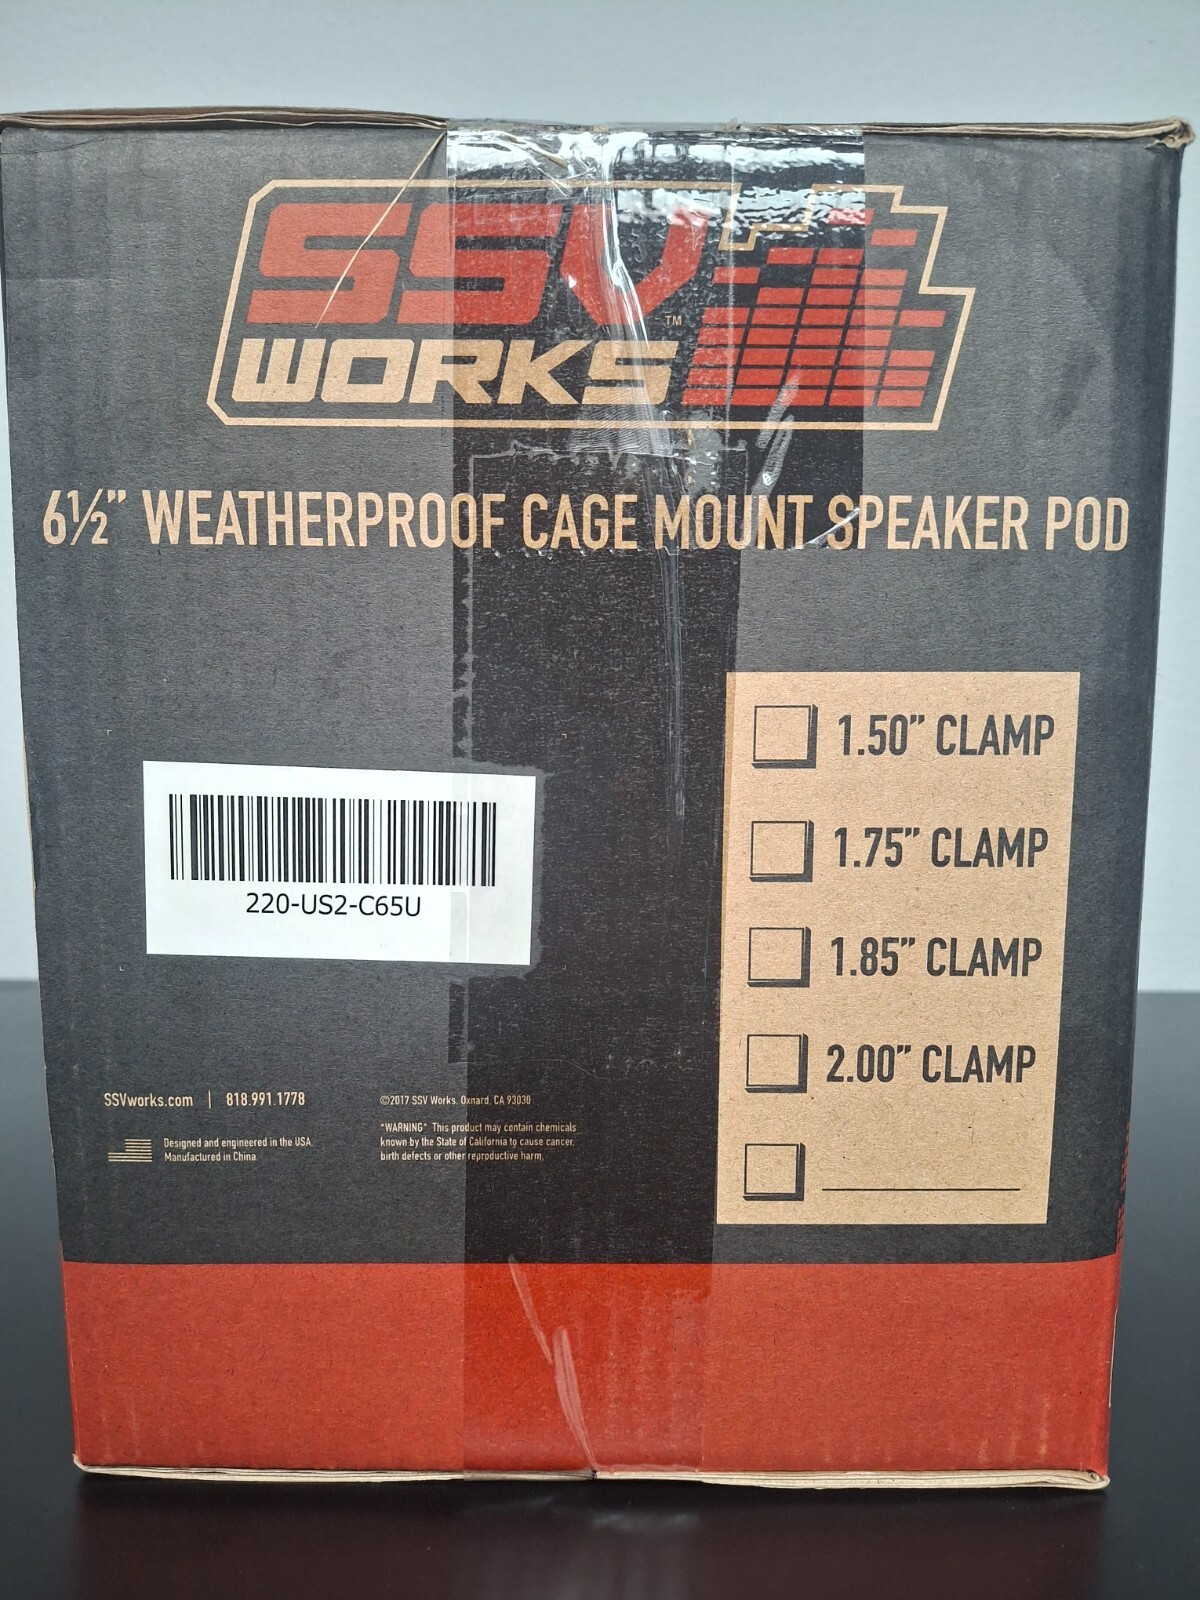 SSV
WORKS™
6½” WEATHERPROOF CAGE MOUNT SPEAKER POD
1.50” CLAMP
1.75” CLAMP
1.85” CLAMP
2.00” CLAMP
220-US2-C65U
SSVworks.com | 818.991.1778
Designed and engineered in the USA
Manufactured in China.
©2017 SSV Works. Oxnard, CA 93030
*WARNING* This product may contain chemicals
known by the State of California to cause cancer,
birth defects or other reproductive harm.